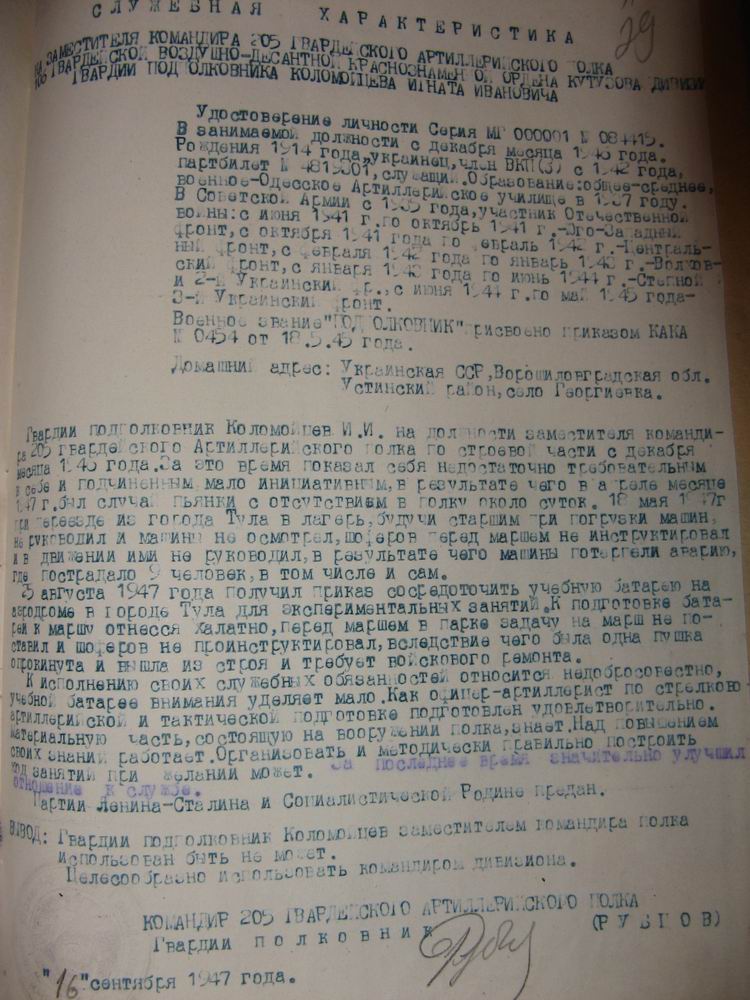 СЛУЖЕБНАЯ ХАРАКТЕРИСТИКА
29
НА ЗАМЕСТИТЕЛЯ КОМАНДИРА 205 ГВАРДЕЙСКОГО АРТИЛЛЕРИЙСКОГО ПОЛКА
ГВАРДЕЙСКОЙ ВОЗДУШНО-ДЕСАНТНОЙ КРАСНОЗНАМЕННОЙ ОРДЕНА КУТУЗОВА ДИВИЗИИ
ГВАРДИИ ПОДПОЛКОВНИКА КОЛОМОЙЦЕВА ИГНАТА ИВАНОВИЧА
Удостоверение личности Серия МГ 000001 № 084415.
В занимаемой должности с декабря месяца 1945 года.
Рождения 1914 года, украинец, член ВКП(б) с 1942 года,
партбилет № служащий. Образование: общее-среднее,
военное-Одесское Артиллерийское училище в 1937 году.
В Советской Армии с 1935 года, участник Отечественной
войны: с июня 1941 г. по октябрь 1941 г.-Юго-Западный
фронт, с октября 1941 года по февраль 1942 г.-Централь-
ный фронт, с февраля 1942 года по январь 1943 г.-Волхов-
ский фронт, с января 1943 года по июнь 1944 г.-Степной
и 2-й Украинский фр., с июня 1944 г. по май 1945 года-
3-й Украинский фронт.
Военное звание "ПОДПОЛКОВНИК" присвоено приказом КАКА
№ 0454 от 18.5.45 года.
Домашний адрес: Украинская ССР, Ворошиловградская обл.
Устинский район, село Георгиевка.
Гвардии подполковник Коломойцев И.И. на должности заместителя команди-
ра 205 гвардейского Артиллерийского полка по строевой части с декабря
месяца 1945 года. За это время показал себя недостаточно требовательным
к себе и подчиненным, мало инициативным, в результате чего в апреле месяце
1947 г. был случай пьянки с отсутствием в полку около суток. 18 мая 1947г
при переезде из города Тула в лагерь, будучи старшим при погрузки машин,
не руководил и машины не осмотрел, шоферов перед маршем не инструктировал
и в движении ими не руководил, в результате чего машины потерпели аварию,
где пострадало 9 человек, в том числе и сам.
5 августа 1947 года получил приказ сосредоточить учебную батарею на
аэродроме в городе Тула для экспериментальных занятий. К подготовке бата-
реи к маршу отнесся халатно, перед маршем в парке задачу на марш не по-
ставил и шоферов не проинструктировал, вследствие чего была одна пушка
опрокинута и вышла из строя и требует войскового ремонта.
К исполнению своих служебных обязанностей относится недобросовестно,
учебной батарее внимания уделяет мало. Как офицер-артиллерист по стрелково-
артиллерийской и тактической подготовке подготовлен удовлетворительно.
Материальную часть, состоящую на вооружении полка, знает. Над повышением
своих знаний работает. Организовать и методически правильно построить
ход занятий при желании может. За последнее время значительно улучшил
отношение к службе.
Партии Ленина-Сталина и Социалистической Родине предан.
ВЫВОД: Гвардии подполковник Коломойцев заместителем командира полка
использован быть не может.
Целесообразно использовать командиром дивизиона.
КОМАНДИР 205 ГВАРДЕЙСКОГО АРТИЛЛЕРИЙСКОГО ПОЛКА
Гвардии полковник (РУБЦОВ)
"16" сентября 1947 года.